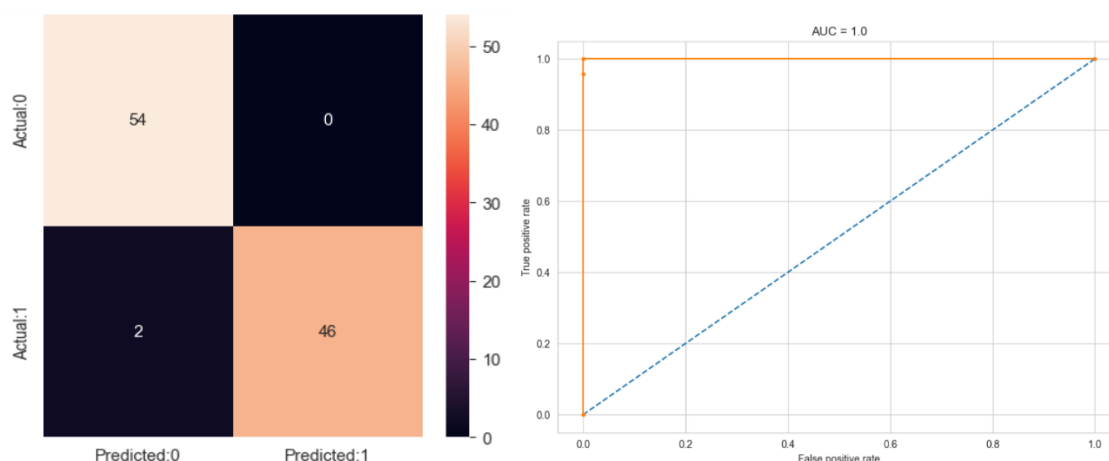 Actual:0
54
0
Actual:1
2
46
Predicted:0
Predicted:1
50
40
30
20
10
0
AUC = 1.0
True positive rate
1.0
0.8
0.6
0.4
0.2
0.0
0.0 0.2 0.4 0.6 0.8 1.0
False positive rate